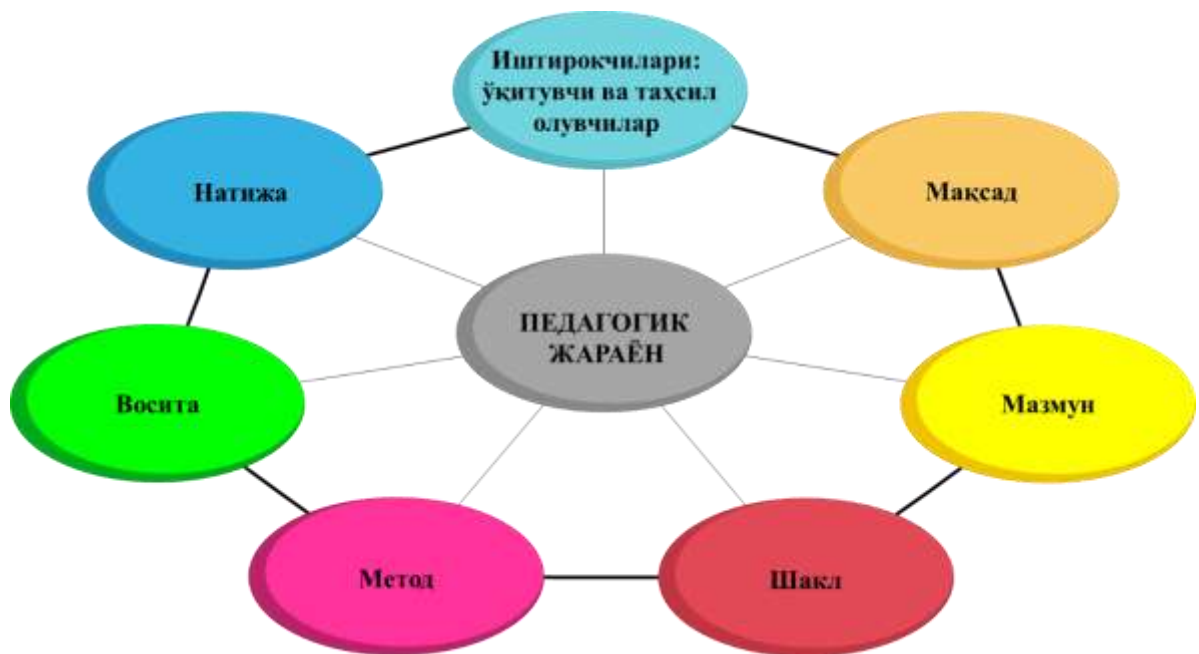 Иштирокчилари:
ўқитувчи ва таҳсил
олувчилар
Натижа
Мақсад
ПЕДАГОГИК
ЖАРАЁН
Восита
Мазмун
Метод
Шакл